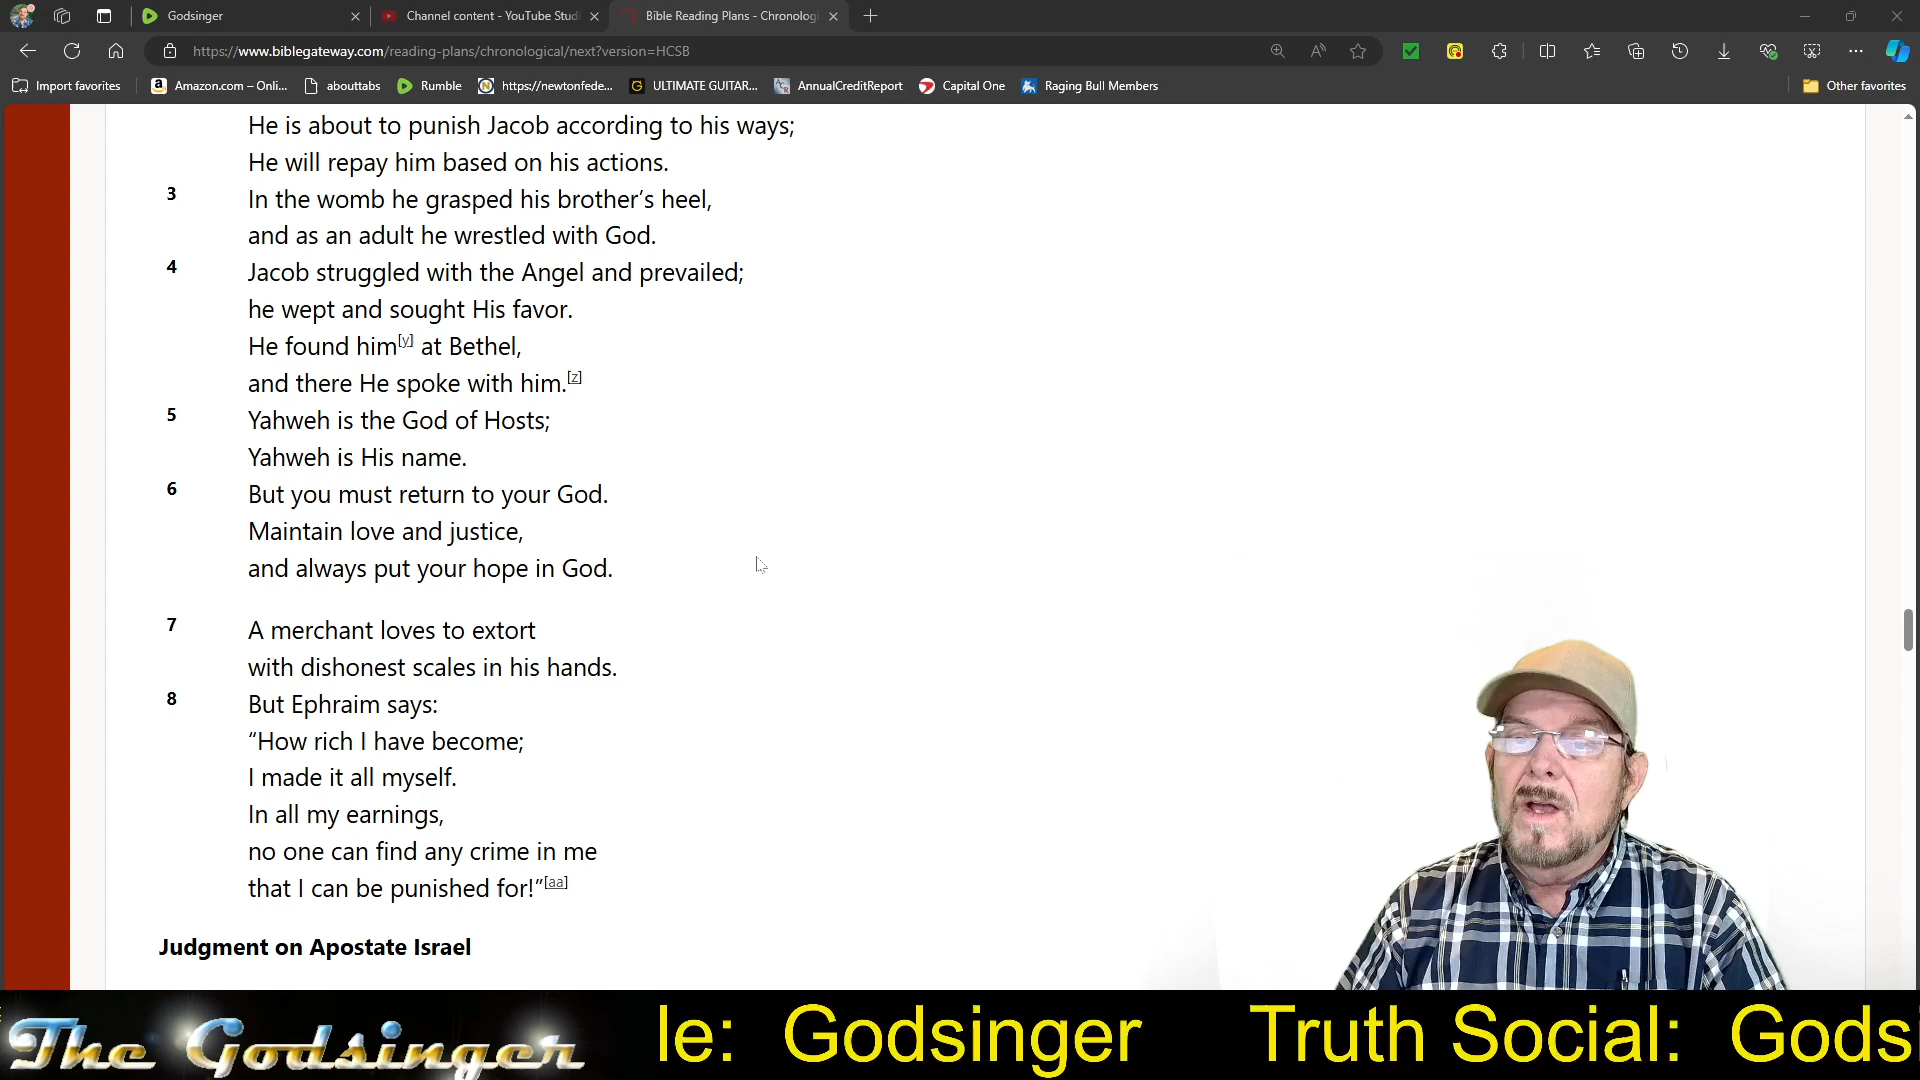 Godsinger
Channel content - YouTube Studi
Bible Reading Plans - Chronolog
https://www.biblegateway.com/reading-plans/chronological/next?version=HCSB
Import favorites
Amazon.com – Onli...
abouttabs
Rumble
https://newtonfede...
ULTIMATE GUITAR...
AnnualCreditReport
Capital One
Raging Bull Members
Other favorites
He is about to punish Jacob according to his ways;
He will repay him based on his actions.
3 In the womb he grasped his brother’s heel,
and as an adult he wrestled with God.
4 Jacob struggled with the Angel and prevailed;
he wept and sought His favor.
He found him[y] at Bethel,
and there He spoke with him.[z]
5 Yahweh is the God of Hosts;
Yahweh is His name.
6 But you must return to your God.
Maintain love and justice,
and always put your hope in God.
7 A merchant loves to extort
with dishonest scales in his hands.
8 But Ephraim says:
“How rich I have become;
I made it all myself.
In all my earnings,
no one can find any crime in me
that I can be punished for!”[aa]
Judgment on Apostate Israel
The Godsinger
le: Godsinger Truth Social: Godsi